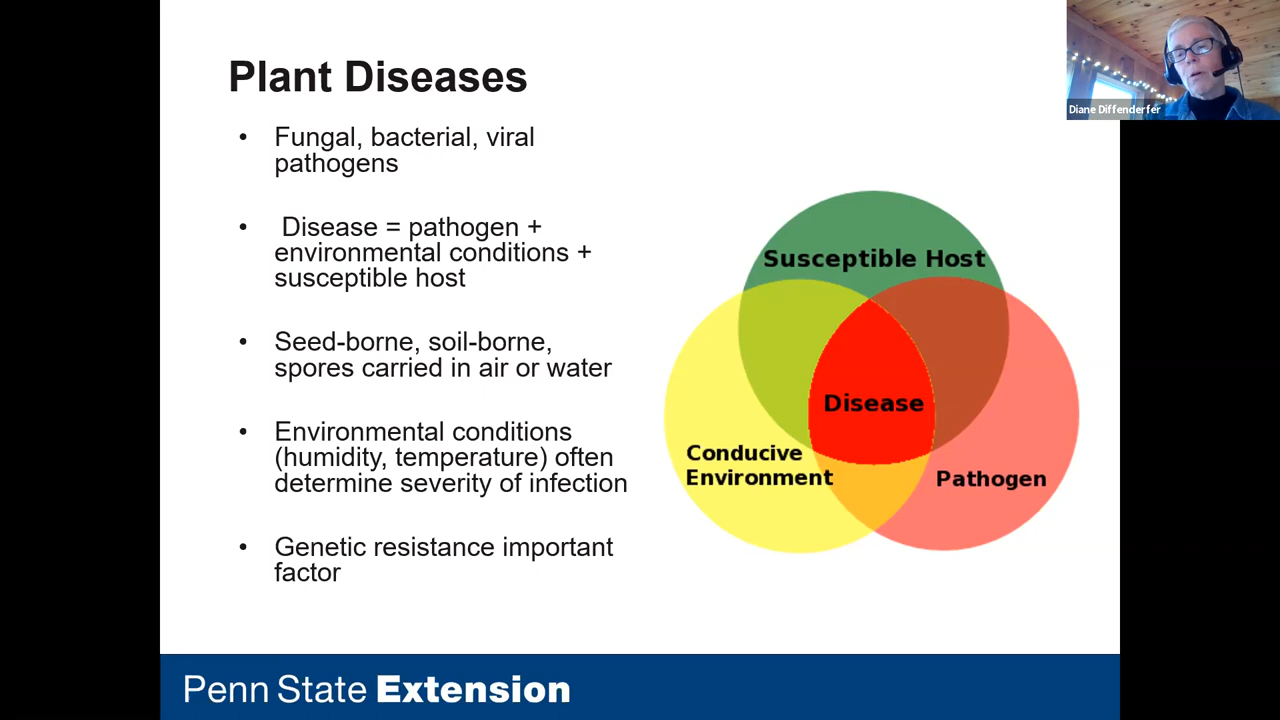 Plant Diseases
• Fungal, bacterial, viral
pathogens
• Disease = pathogen +
environmental conditions +
susceptible host
• Seed-borne, soil-borne,
spores carried in air or water
• Environmental conditions
(humidity, temperature) often
determine severity of infection
• Genetic resistance important
factor
Susceptible Host
Disease
Conducive
Environment
Pathogen
Penn State Extension
Diane Diffenderfer